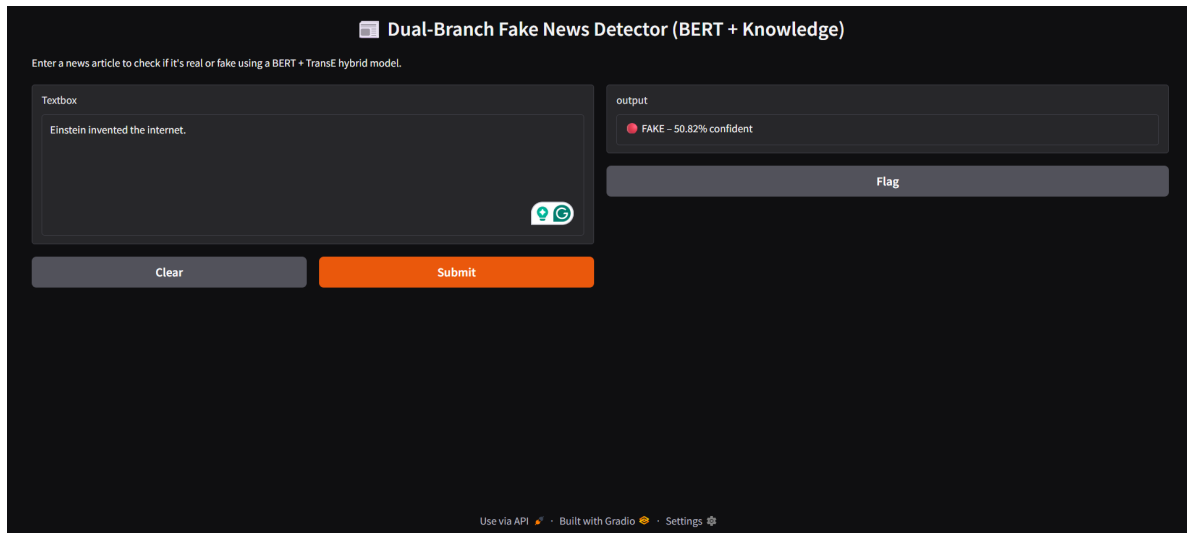 Dual-Branch Fake News Detector (BERT + Knowledge)
Enter a news article to check if it's real or fake using a BERT + TransE hybrid model.
Textbox
Einstein invented the internet.
Clear
Submit
output
FAKE – 50.82% confident
Flag
Use via API · Built with Gradio · Settings